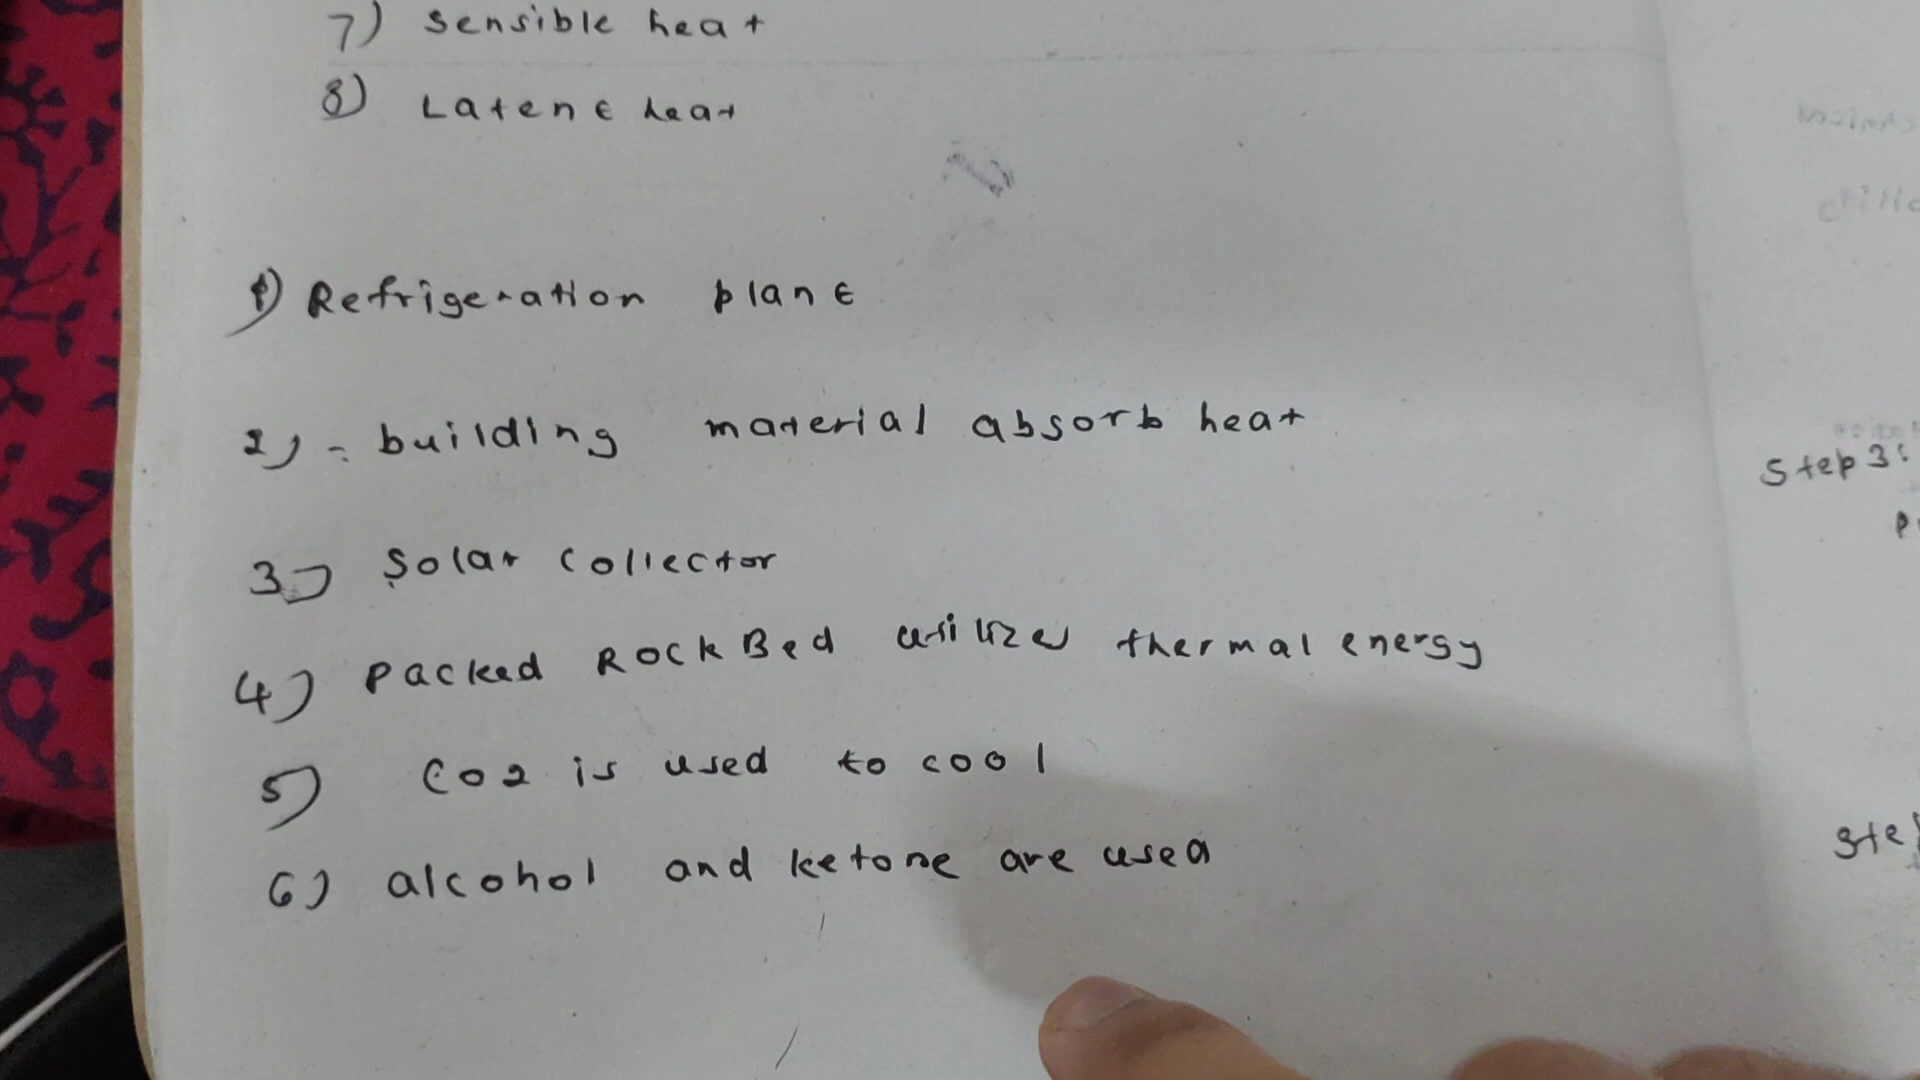 7) Sensible heat
8) Latent heat
1) Refrigeration plant
2) - building material absorb heat
3) Solar collector
4) Packed Rock Bed utilizes thermal energy
5) CO2 is used to cool
6) alcohol and ketone are used
Step 3: